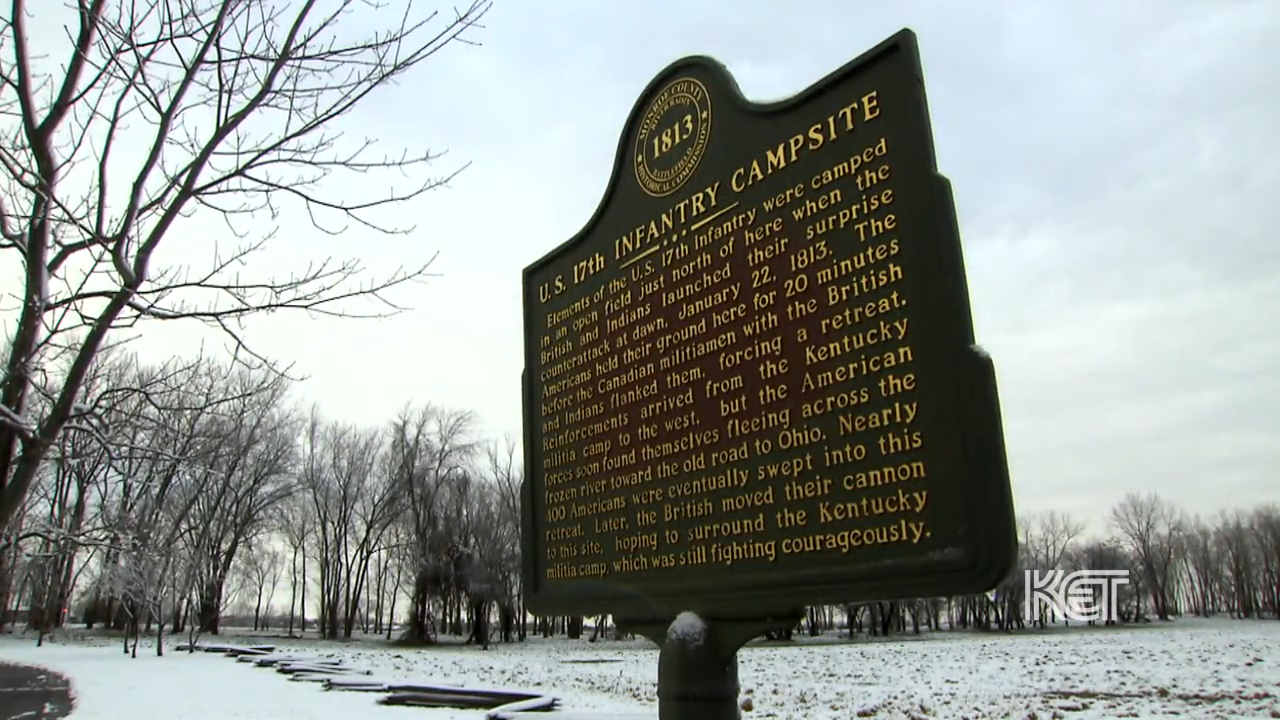 MONROE COUNTY
RIVER RAISIN
1813
BATTLEFIELD
HISTORICAL COMMISSION
U. S. 17th INFANTRY CAMPSITE
Elements of the U.S. 17th Infantry were camped
in an open field just north of here when the
British and Indians launched their surprise
counterattack at dawn, January 22, 1813. The
Americans held their ground here for 20 minutes
before the Canadian militiamen with the British
and Indians flanked them, forcing a retreat.
Reinforcements arrived from the Kentucky
militia camp to the west, but the American
forces soon found themselves fleeing across the
frozen river toward the old road to Ohio. Nearly
400 Americans were eventually swept into this
retreat. Later, the British moved their cannon
to this site, hoping to surround the Kentucky
militia camp, which was still fighting courageously.
KET